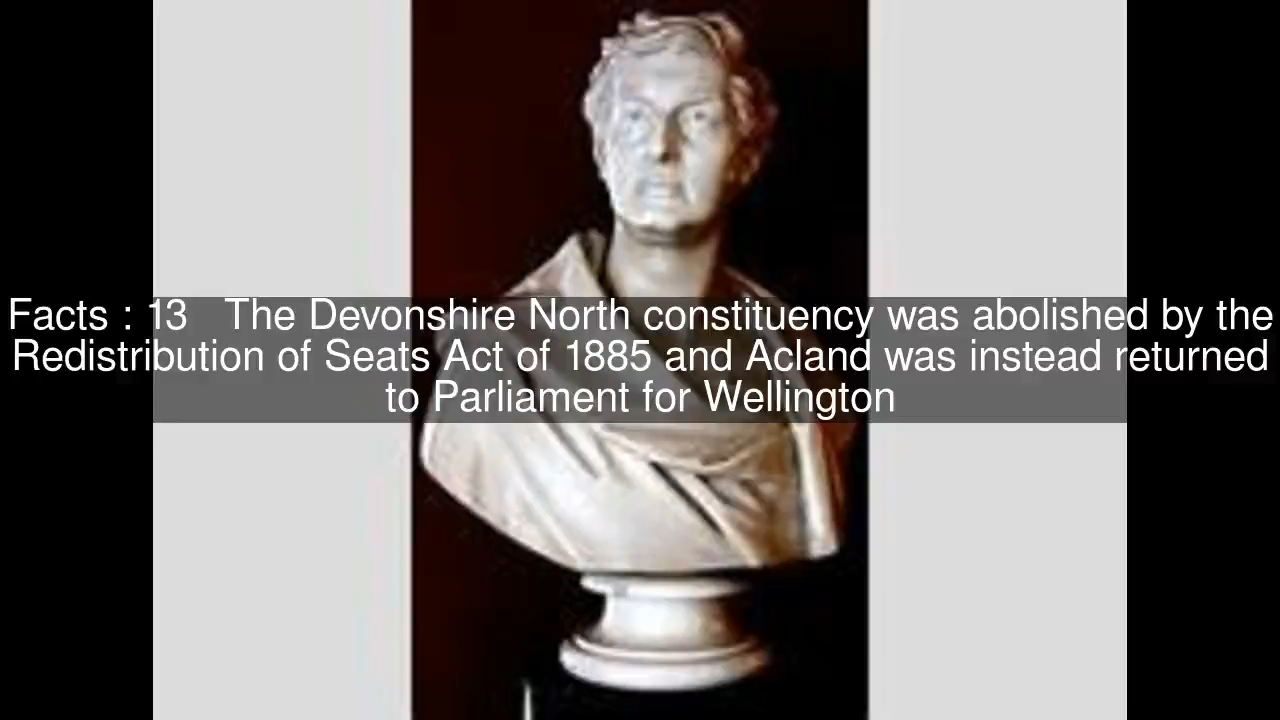 Facts : 13   The Devonshire North constituency was abolished by the
Redistribution of Seats Act of 1885 and Acland was instead returned
to Parliament for Wellington